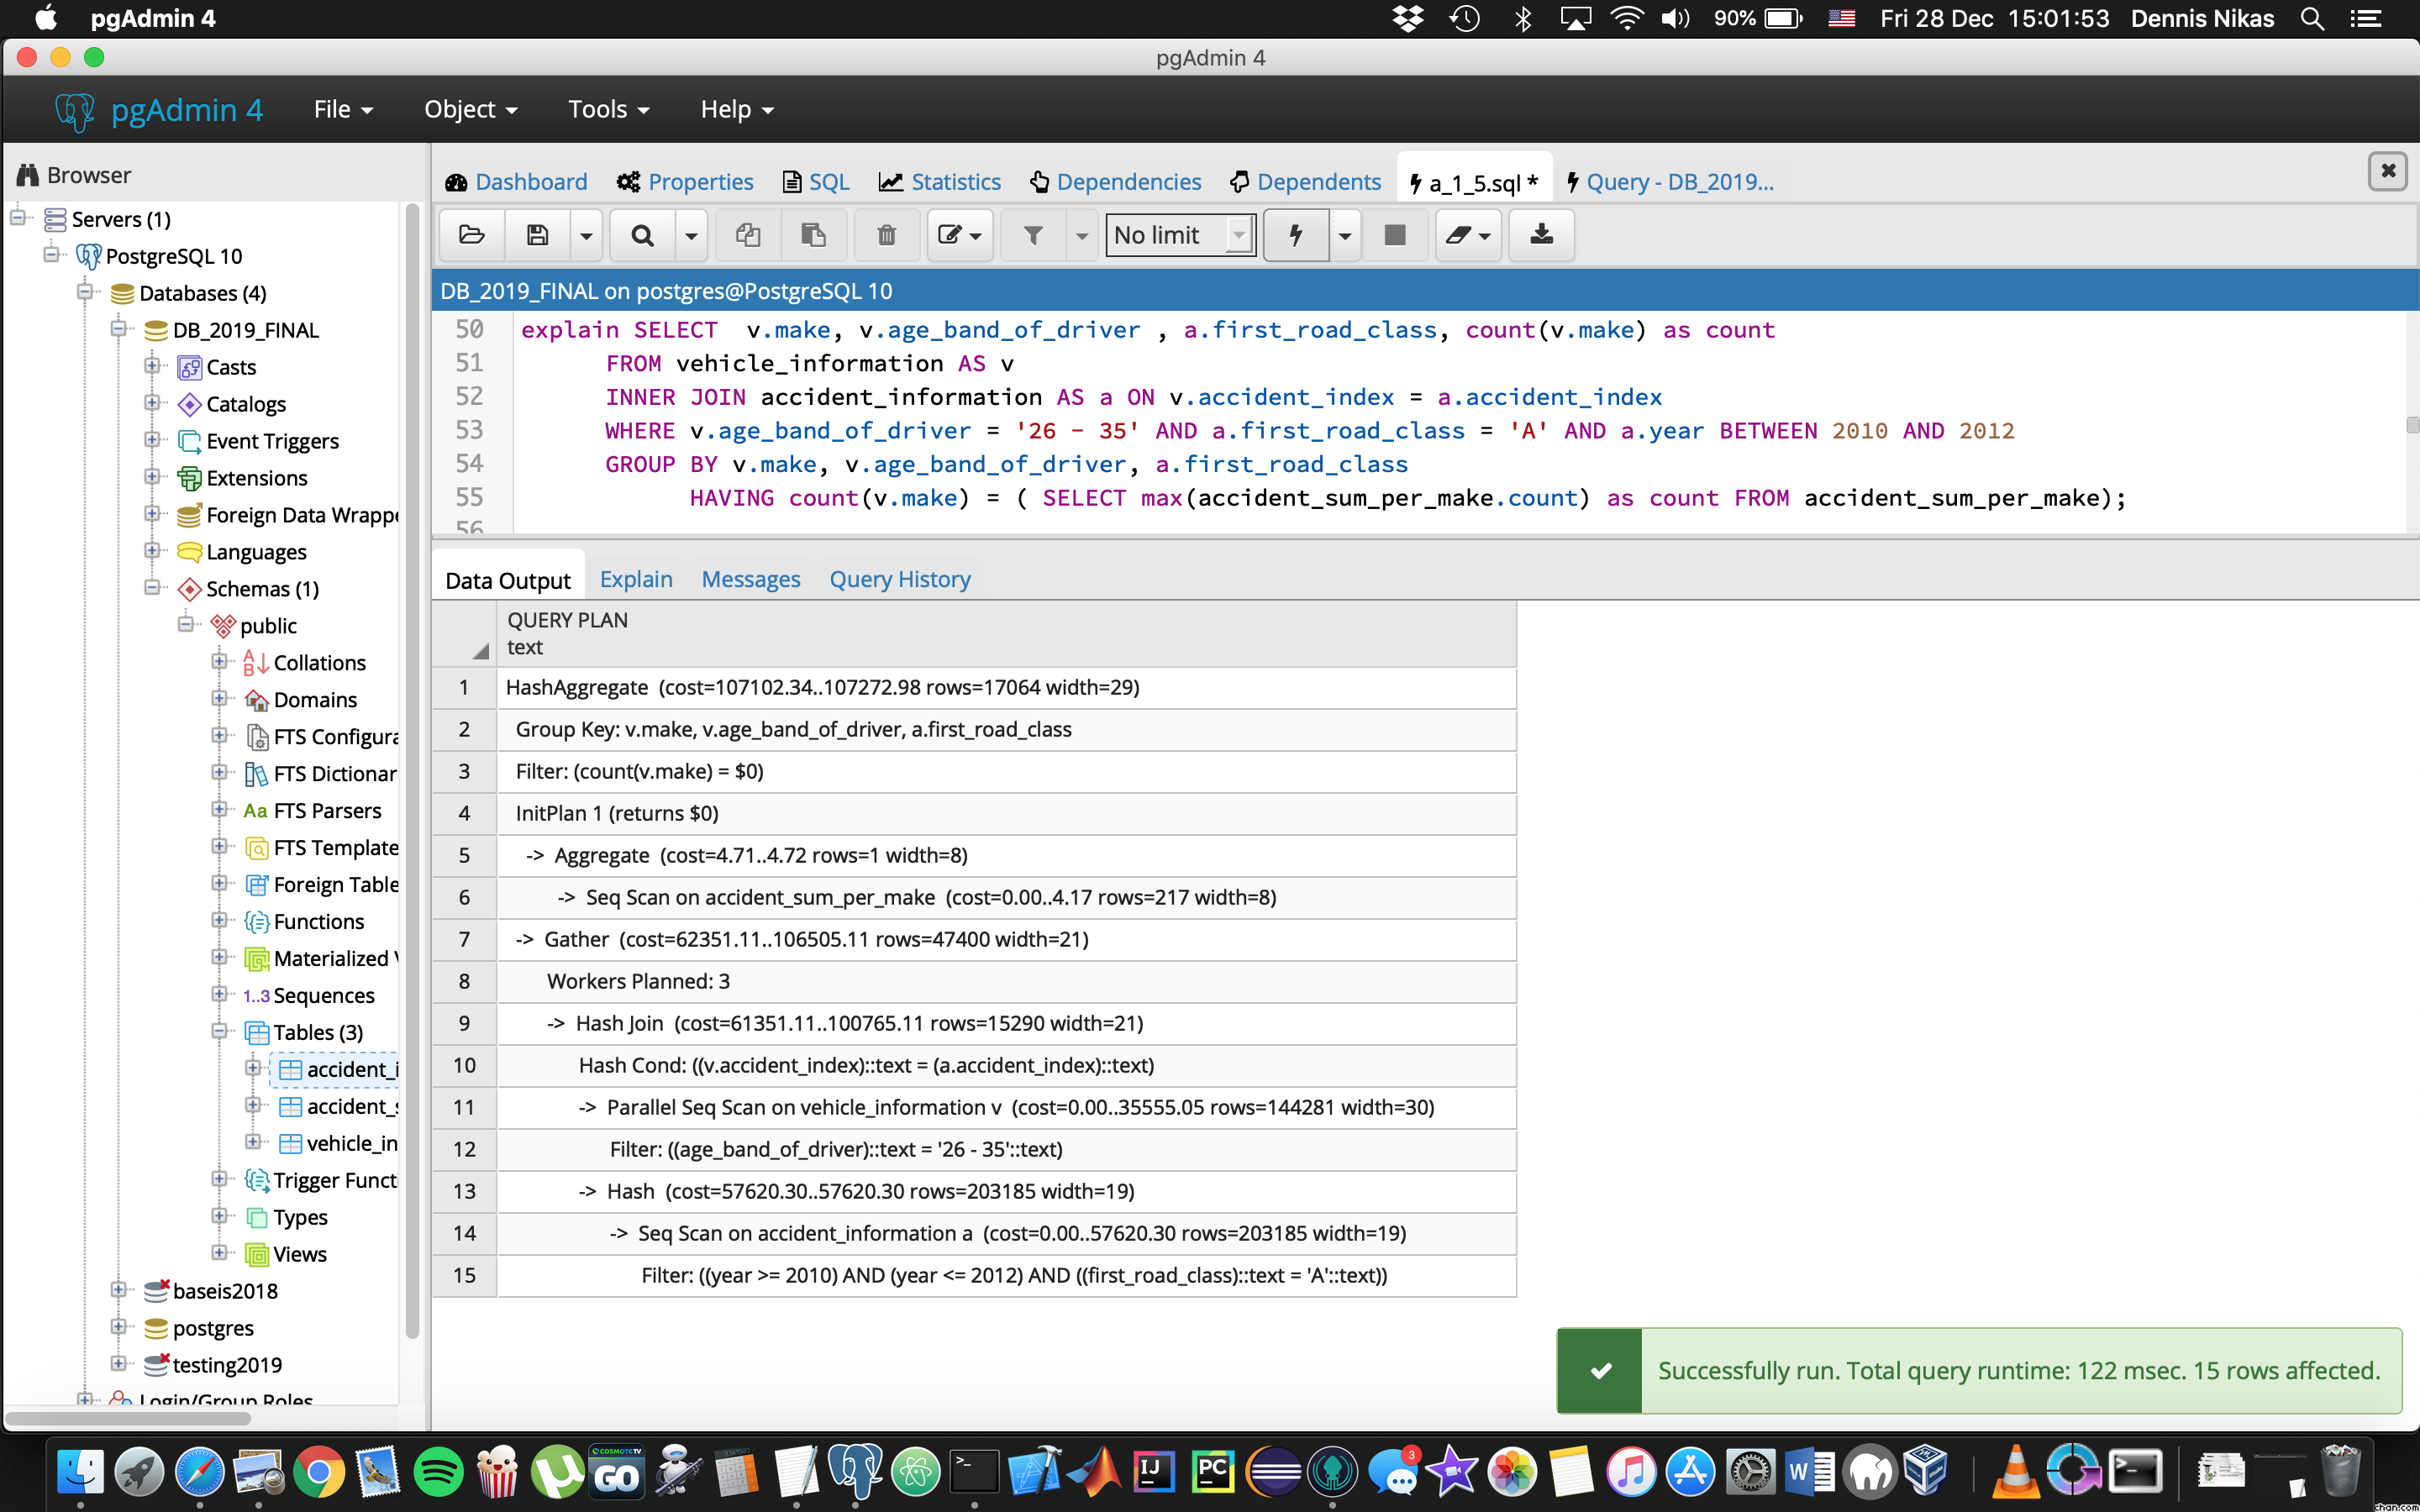 pgAdmin 4
90%
Fri 28 Dec 15:01:53 Dennis Nikas
pgAdmin 4
pgAdmin 4 File Object Tools Help
Browser
Servers (1)
PostgreSQL 10
Databases (4)
DB_2019_FINAL
Casts
Catalogs
Event Triggers
Extensions
Foreign Data Wrappe
Languages
Schemas (1)
public
Collations
Domains
FTS Configura
FTS Dictionar
FTS Parsers
FTS Template
Foreign Table
Functions
Materialized
Sequences
Tables (3)
accident_i
accident_s
vehicle_in
Trigger Funct
Types
Views
baseis2018
postgres
testing2019
Login/Group Roles
Dashboard Properties SQL Statistics Dependencies Dependents a_1_5.sql * Query - DB_2019...
No limit
DB_2019_FINAL on postgres@PostgreSQL 10
50 explain SELECT v.make, v.age_band_of_driver , a.first_road_class, count(v.make) as count
51 FROM vehicle_information AS v
52 INNER JOIN accident_information AS a ON v.accident_index = a.accident_index
53 WHERE v.age_band_of_driver = '26 - 35' AND a.first_road_class = 'A' AND a.year BETWEEN 2010 AND 2012
54 GROUP BY v.make, v.age_band_of_driver, a.first_road_class
55 HAVING count(v.make) = ( SELECT max(accident_sum_per_make.count) as count FROM accident_sum_per_make);
56
Data Output Explain Messages Query History
QUERY PLAN
text
1 HashAggregate (cost=107102.34..107272.98 rows=17064 width=29)
2 Group Key: v.make, v.age_band_of_driver, a.first_road_class
3 Filter: (count(v.make) = $0)
4 InitPlan 1 (returns $0)
5 -> Aggregate (cost=4.71..4.72 rows=1 width=8)
6 -> Seq Scan on accident_sum_per_make (cost=0.00..4.17 rows=217 width=8)
7 -> Gather (cost=62351.11..106505.11 rows=47400 width=21)
8 Workers Planned: 3
9 -> Hash Join (cost=61351.11..100765.11 rows=15290 width=21)
10 Hash Cond: ((v.accident_index)::text = (a.accident_index)::text)
11 -> Parallel Seq Scan on vehicle_information v (cost=0.00..35555.05 rows=144281 width=30)
12 Filter: ((age_band_of_driver)::text = '26 - 35'::text)
13 -> Hash (cost=57620.30..57620.30 rows=203185 width=19)
14 -> Seq Scan on accident_information a (cost=0.00..57620.30 rows=203185 width=19)
15 Filter: ((year >= 2010) AND (year <= 2012) AND ((first_road_class)::text = 'A'::text))
Successfully run. Total query runtime: 122 msec. 15 rows affected.
COSMOTE TV
GO
IJ
PC
3
W
chan.com